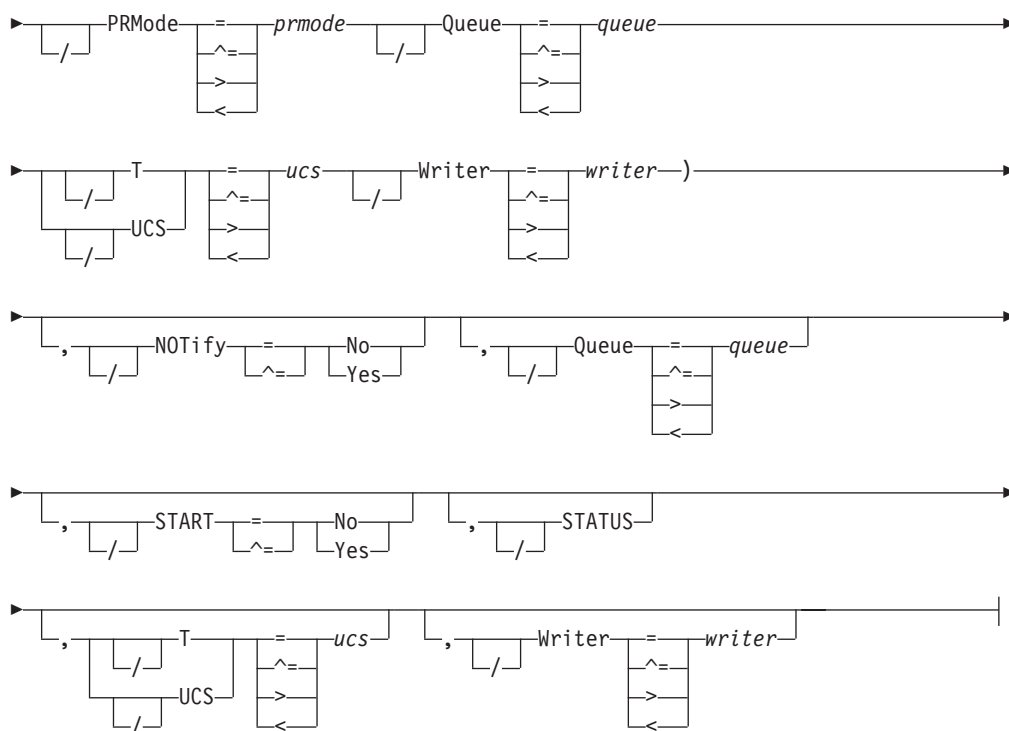 PRMode = prmode Queue = queue
/ ^= / ^=
> >
< <
T = ucs Writer = writer )
/ ^= / ^=
UCS > >
/ < <
, NOTify = No , Queue = queue
/ ^= Yes / ^=
>
<
, START = No , STATUS
/ ^= Yes /
, T = ucs , Writer = writer
/ ^= / ^=
UCS > >
/ < <